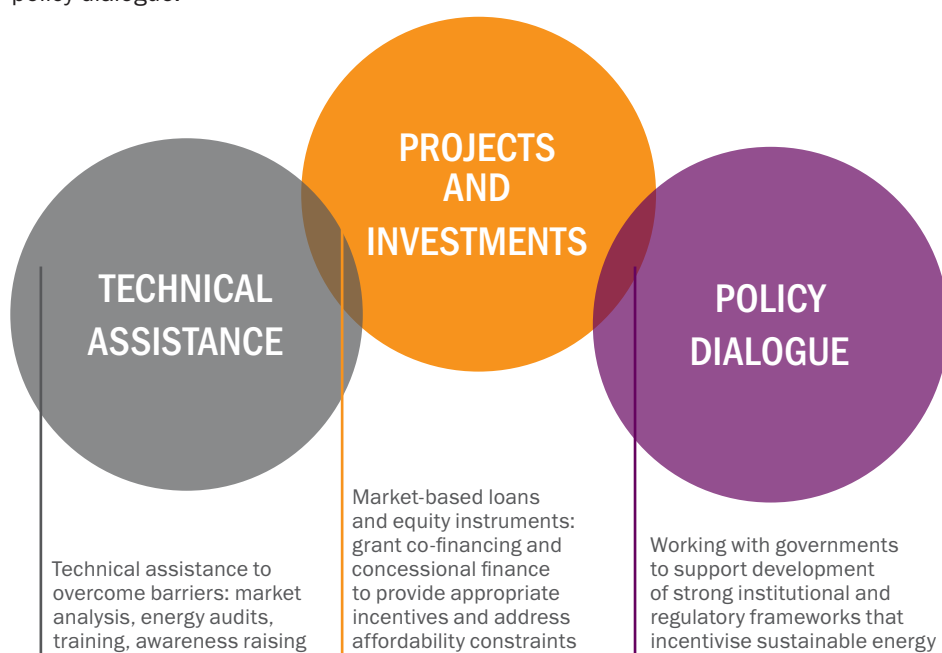 policy dialogue.
PROJECTS
AND
INVESTMENTS
TECHNICAL
ASSISTANCE
POLICY
DIALOGUE
Technical assistance to
overcome barriers: market
analysis, energy audits,
training, awareness raising
Market-based loans
and equity instruments:
grant co-financing and
concessional finance
to provide appropriate
incentives and address
affordability constraints
Working with governments
to support development
of strong institutional and
regulatory frameworks that
incentivise sustainable energy